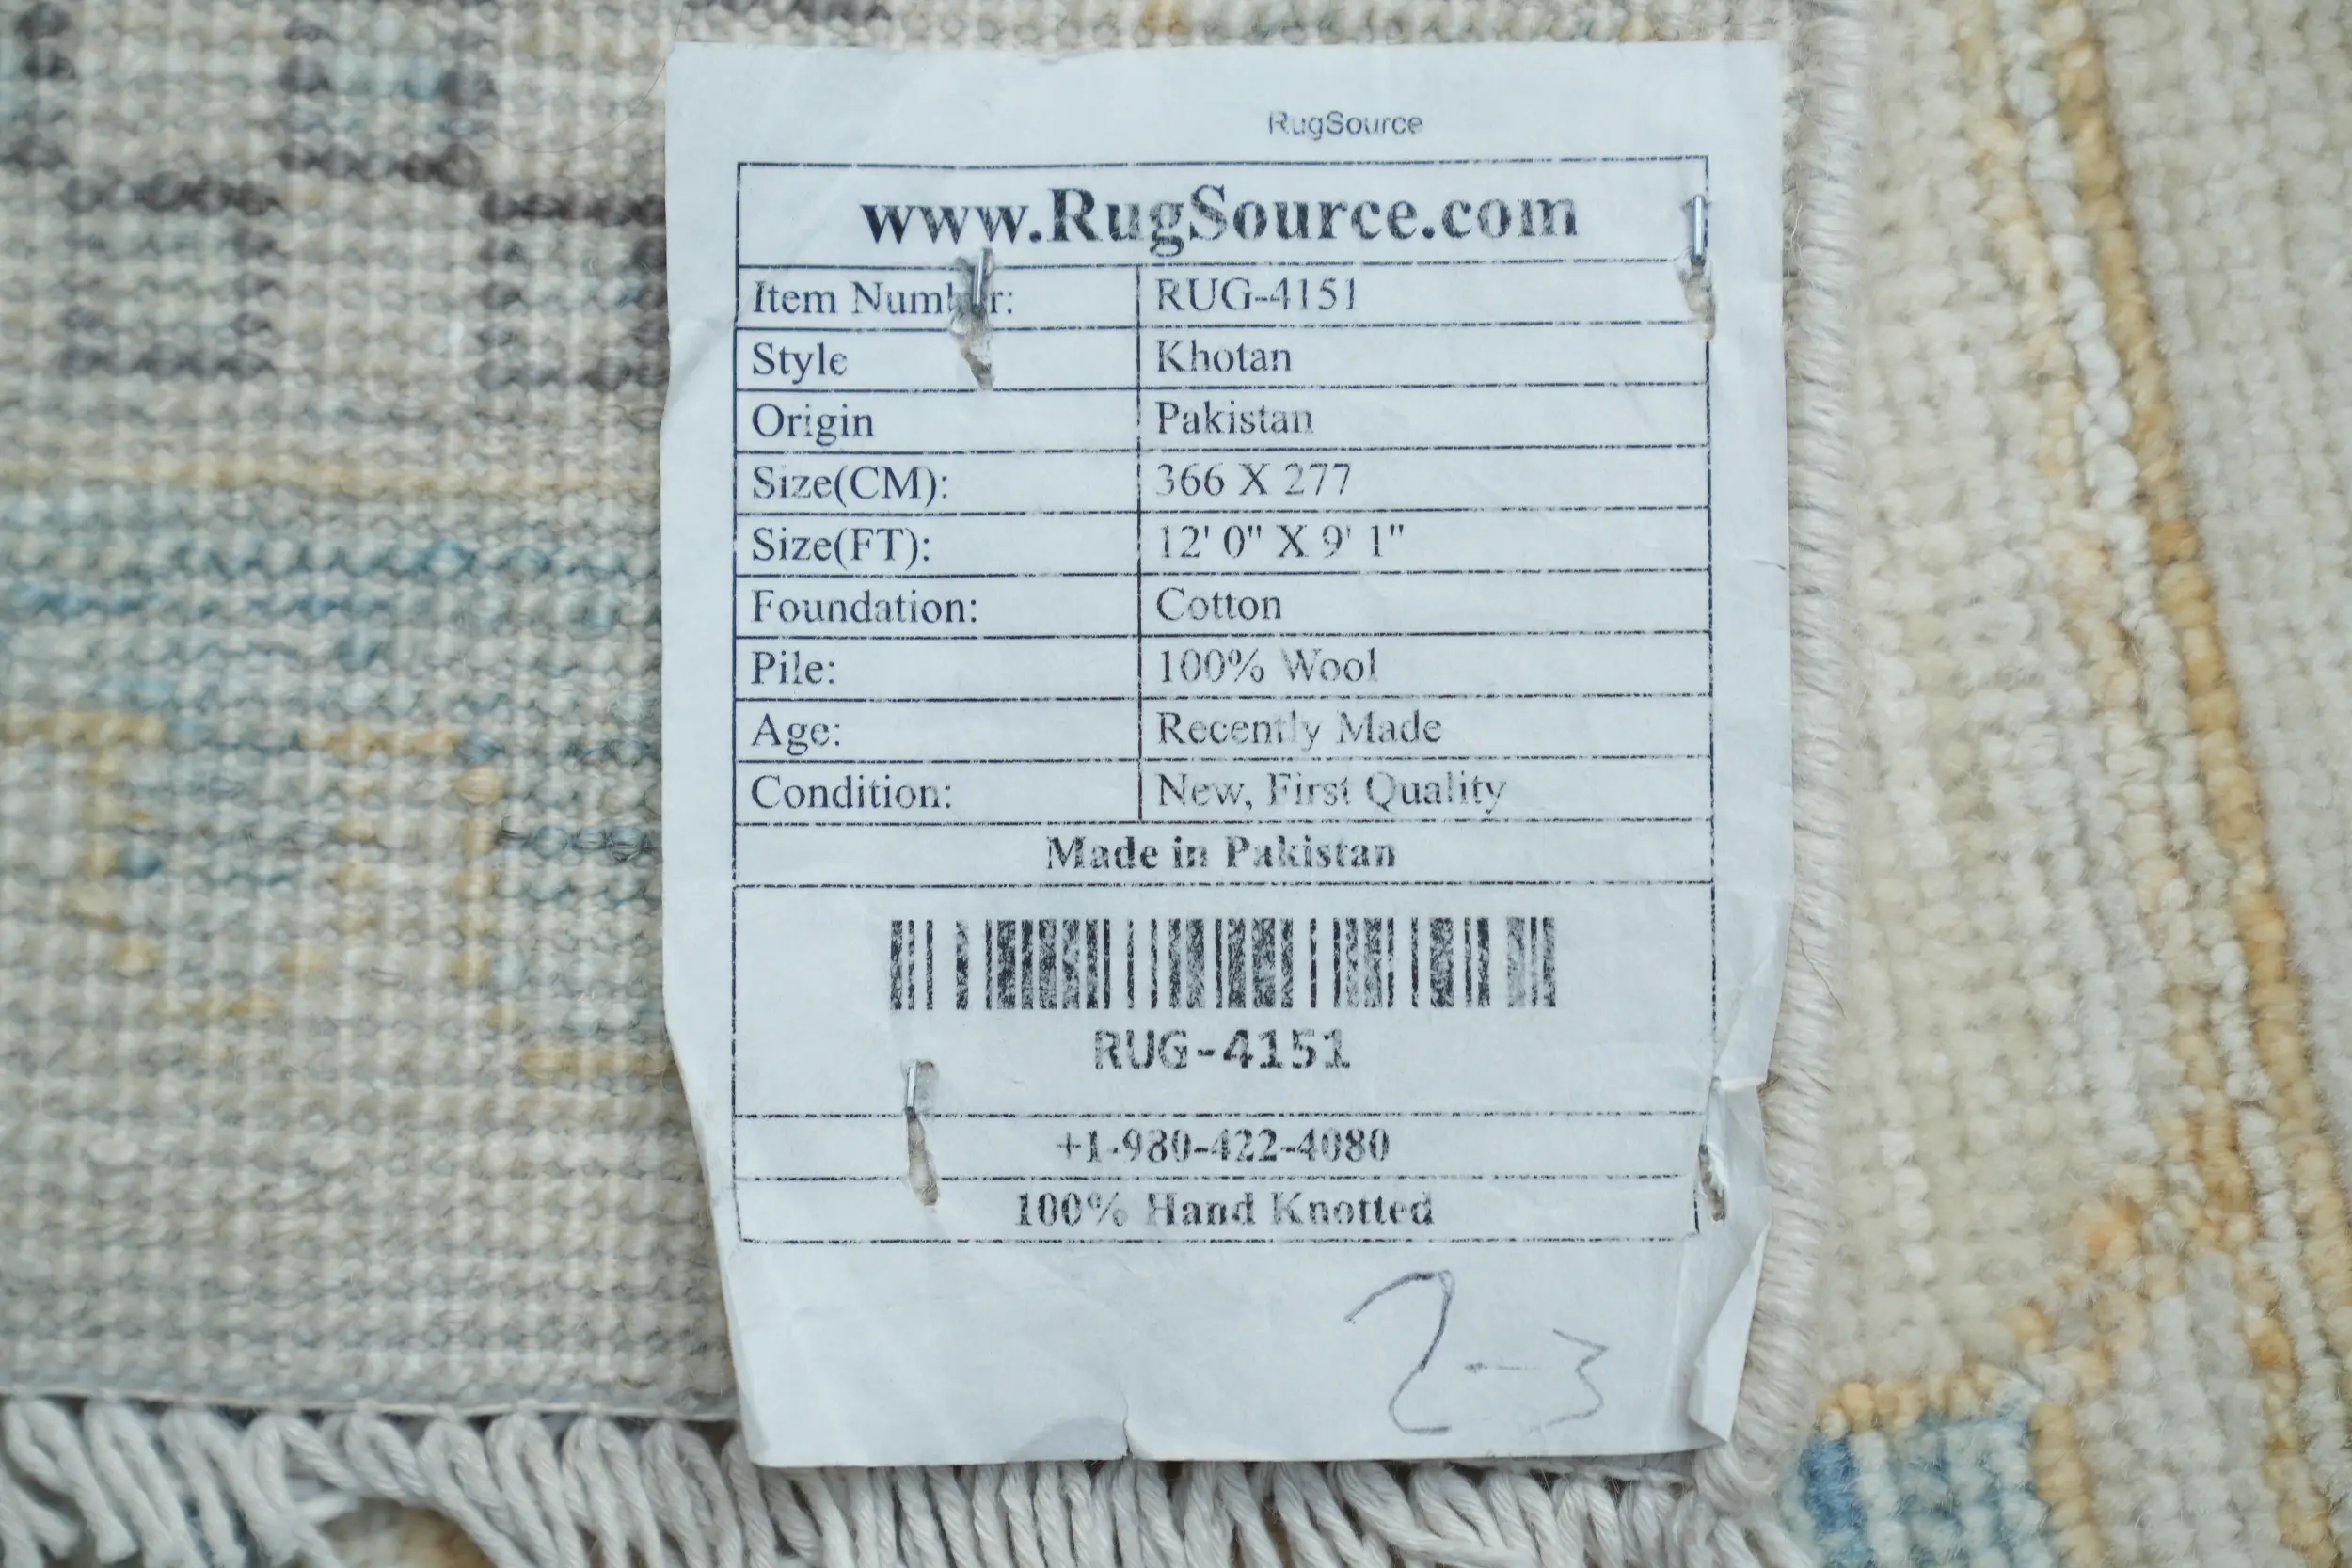 RugSource
www.RugSource.com
Item Number: RUG-4151
Style Khotan
Origin Pakistan
Size(CM): 366 X 277
Size(FT): 12' 0" X 9' 1"
Foundation: Cotton
Pile: 100% Wool
Age: Recently Made
Condition: New, First Quality
Made in Pakistan
RUG-4151
+1-980-422-4080
100% Hand Knotted
2-3